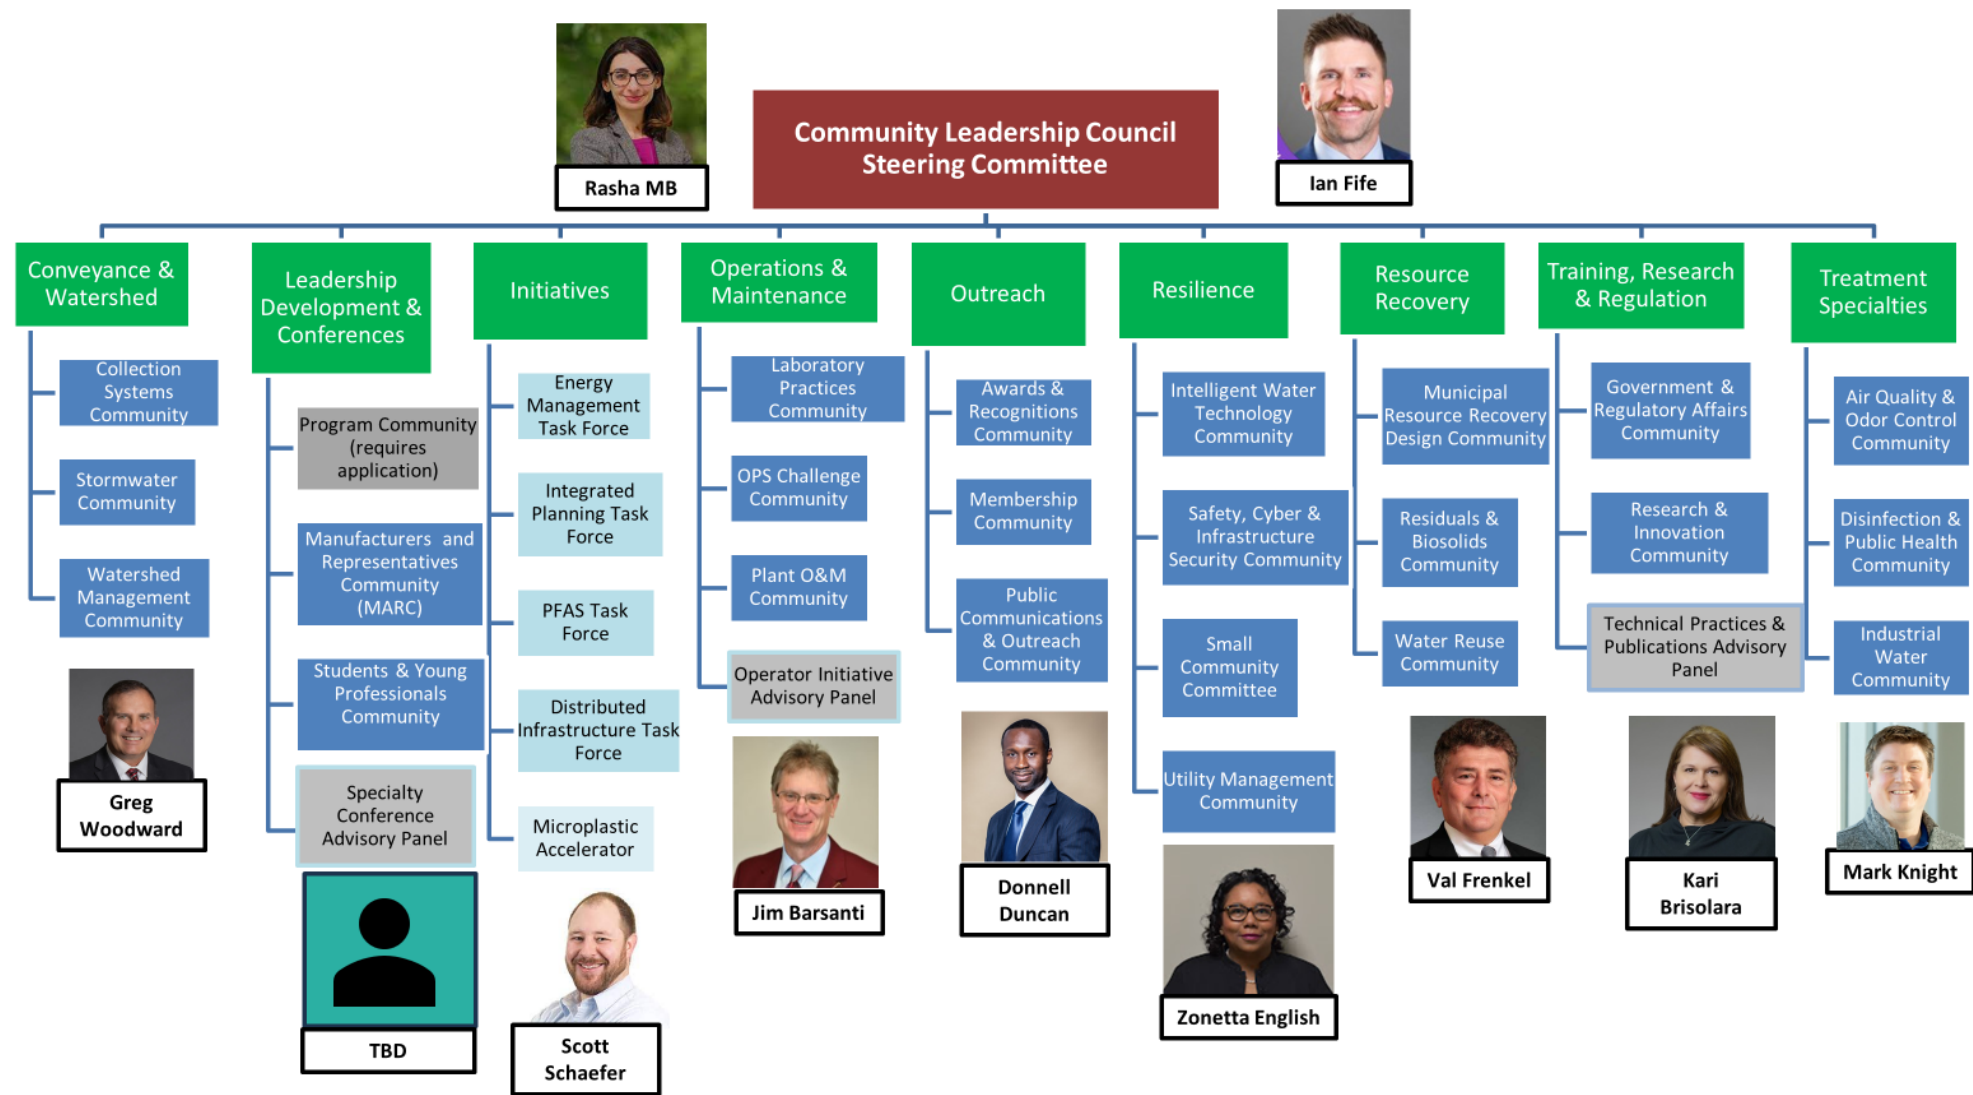 Rasha MB
Community Leadership Council
Steering Committee
Ian Fife
Conveyance &
Watershed
Collection
Systems
Community
Stormwater
Community
Watershed
Management
Community
Greg
Woodward
Leadership
Development &
Conferences
Program Community
(requires
application)
Manufacturers and
Representatives
Community
(MARC)
Students & Young
Professionals
Community
Specialty
Conference
Advisory Panel
TBD
Initiatives
Energy
Management
Task Force
Integrated
Planning Task
Force
PFAS Task
Force
Distributed
Infrastructure Task
Force
Microplastic
Accelerator
Scott
Schaefer
Operations &
Maintenance
Laboratory
Practices
Community
OPS Challenge
Community
Plant O&M
Community
Operator Initiative
Advisory Panel
Jim Barsanti
Outreach
Awards &
Recognitions
Community
Membership
Community
Public
Communications
& Outreach
Community
Donnell
Duncan
Resilience
Intelligent Water
Technology
Community
Safety, Cyber &
Infrastructure
Security Community
Small
Community
Committee
Utility Management
Community
Zonetta English
Resource
Recovery
Municipal
Resource Recovery
Design Community
Residuals &
Biosolids
Community
Water Reuse
Community
Val Frenkel
Training, Research
& Regulation
Government &
Regulatory Affairs
Community
Research &
Innovation
Community
Technical Practices &
Publications Advisory
Panel
Kari
Brisolara
Treatment
Specialties
Air Quality &
Odor Control
Community
Disinfection &
Public Health
Community
Industrial
Water
Community
Mark Knight